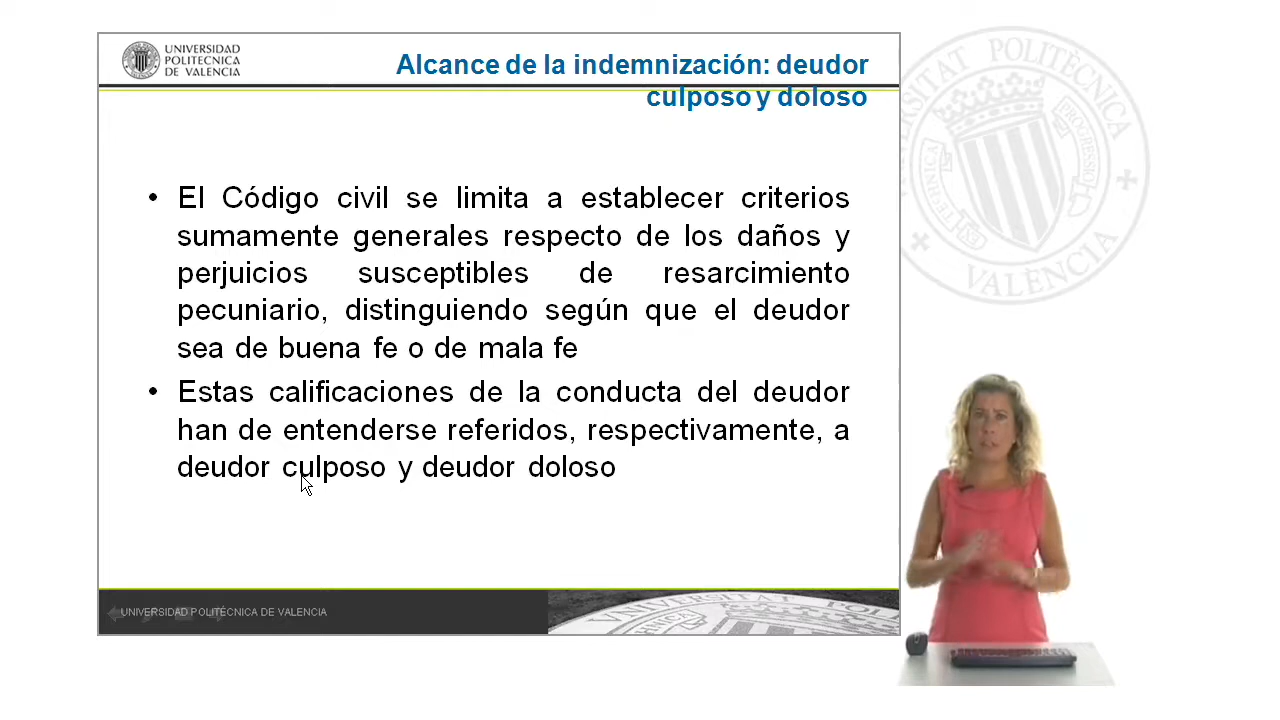 UNIVERSIDAD
POLITECNICA
DE VALENCIA
Alcance de la indemnización: deudor
culposo y doloso
• El Código civil se limita a establecer criterios
sumamente generales respecto de los daños y
perjuicios susceptibles de resarcimiento
pecuniario, distinguiendo según que el deudor
sea de buena fe o de mala fe
• Estas calificaciones de la conducta del deudor
han de entenderse referidos, respectivamente, a
deudor culposo y deudor doloso
UNIVERSIDAD POLITÉCNICA DE VALENCIA
UNIVERSITAT POLITÈCNICA
VALÈNCIA